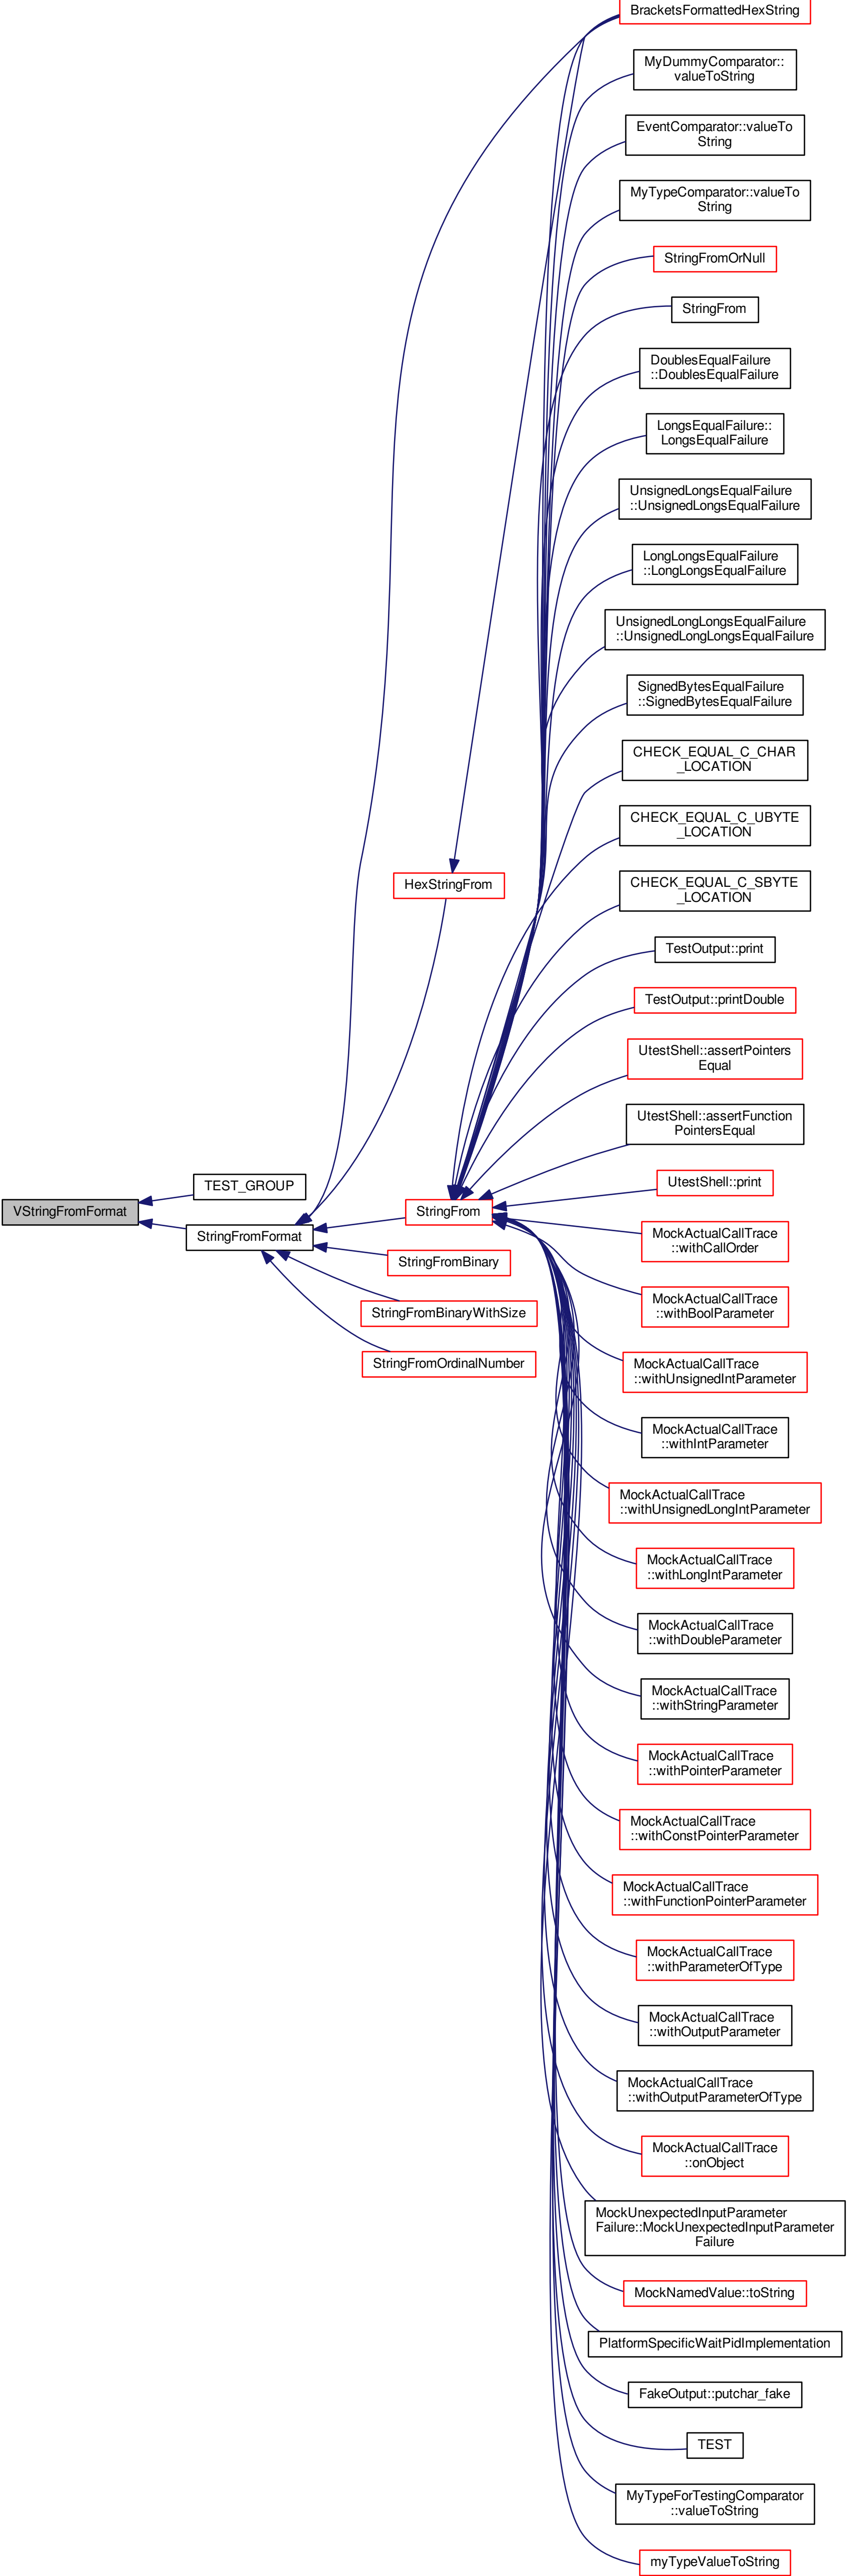 BracketsFormattedHexString
MyDummyComparator::
valueToString
EventComparator::valueTo
String
MyTypeComparator::valueTo
String
StringFromOrNull
StringFrom
DoublesEqualFailure
::DoublesEqualFailure
LongsEqualFailure::
LongsEqualFailure
UnsignedLongsEqualFailure
::UnsignedLongsEqualFailure
LongLongsEqualFailure
::LongLongsEqualFailure
UnsignedLongLongsEqualFailure
::UnsignedLongLongsEqualFailure
SignedBytesEqualFailure
::SignedBytesEqualFailure
CHECK_EQUAL_C_CHAR
_LOCATION
CHECK_EQUAL_C_UBYTE
_LOCATION
HexStringFrom
CHECK_EQUAL_C_SBYTE
_LOCATION
TestOutput::print
TestOutput::printDouble
UtestShell::assertPointers
Equal
UtestShell::assertFunction
PointersEqual
TEST_GROUP
UtestShell::print
VStringFromFormat
StringFrom
StringFromFormat
MockActualCallTrace
::withCallOrder
StringFromBinary
MockActualCallTrace
::withBoolParameter
StringFromBinaryWithSize
StringFromOrdinalNumber
MockActualCallTrace
::withUnsignedIntParameter
MockActualCallTrace
::withIntParameter
MockActualCallTrace
::withUnsignedLongIntParameter
MockActualCallTrace
::withLongIntParameter
MockActualCallTrace
::withDoubleParameter
MockActualCallTrace
::withStringParameter
MockActualCallTrace
::withPointerParameter
MockActualCallTrace
::withConstPointerParameter
MockActualCallTrace
::withFunctionPointerParameter
MockActualCallTrace
::withParameterOfType
MockActualCallTrace
::withOutputParameter
MockActualCallTrace
::withOutputParameterOfType
MockActualCallTrace
::onObject
MockUnexpectedInputParameter
Failure::MockUnexpectedInputParameter
Failure
MockNamedValue::toString
PlatformSpecificWaitPidImplementation
FakeOutput::putchar_fake
TEST
MyTypeForTestingComparator
::valueToString
myTypeValueToString